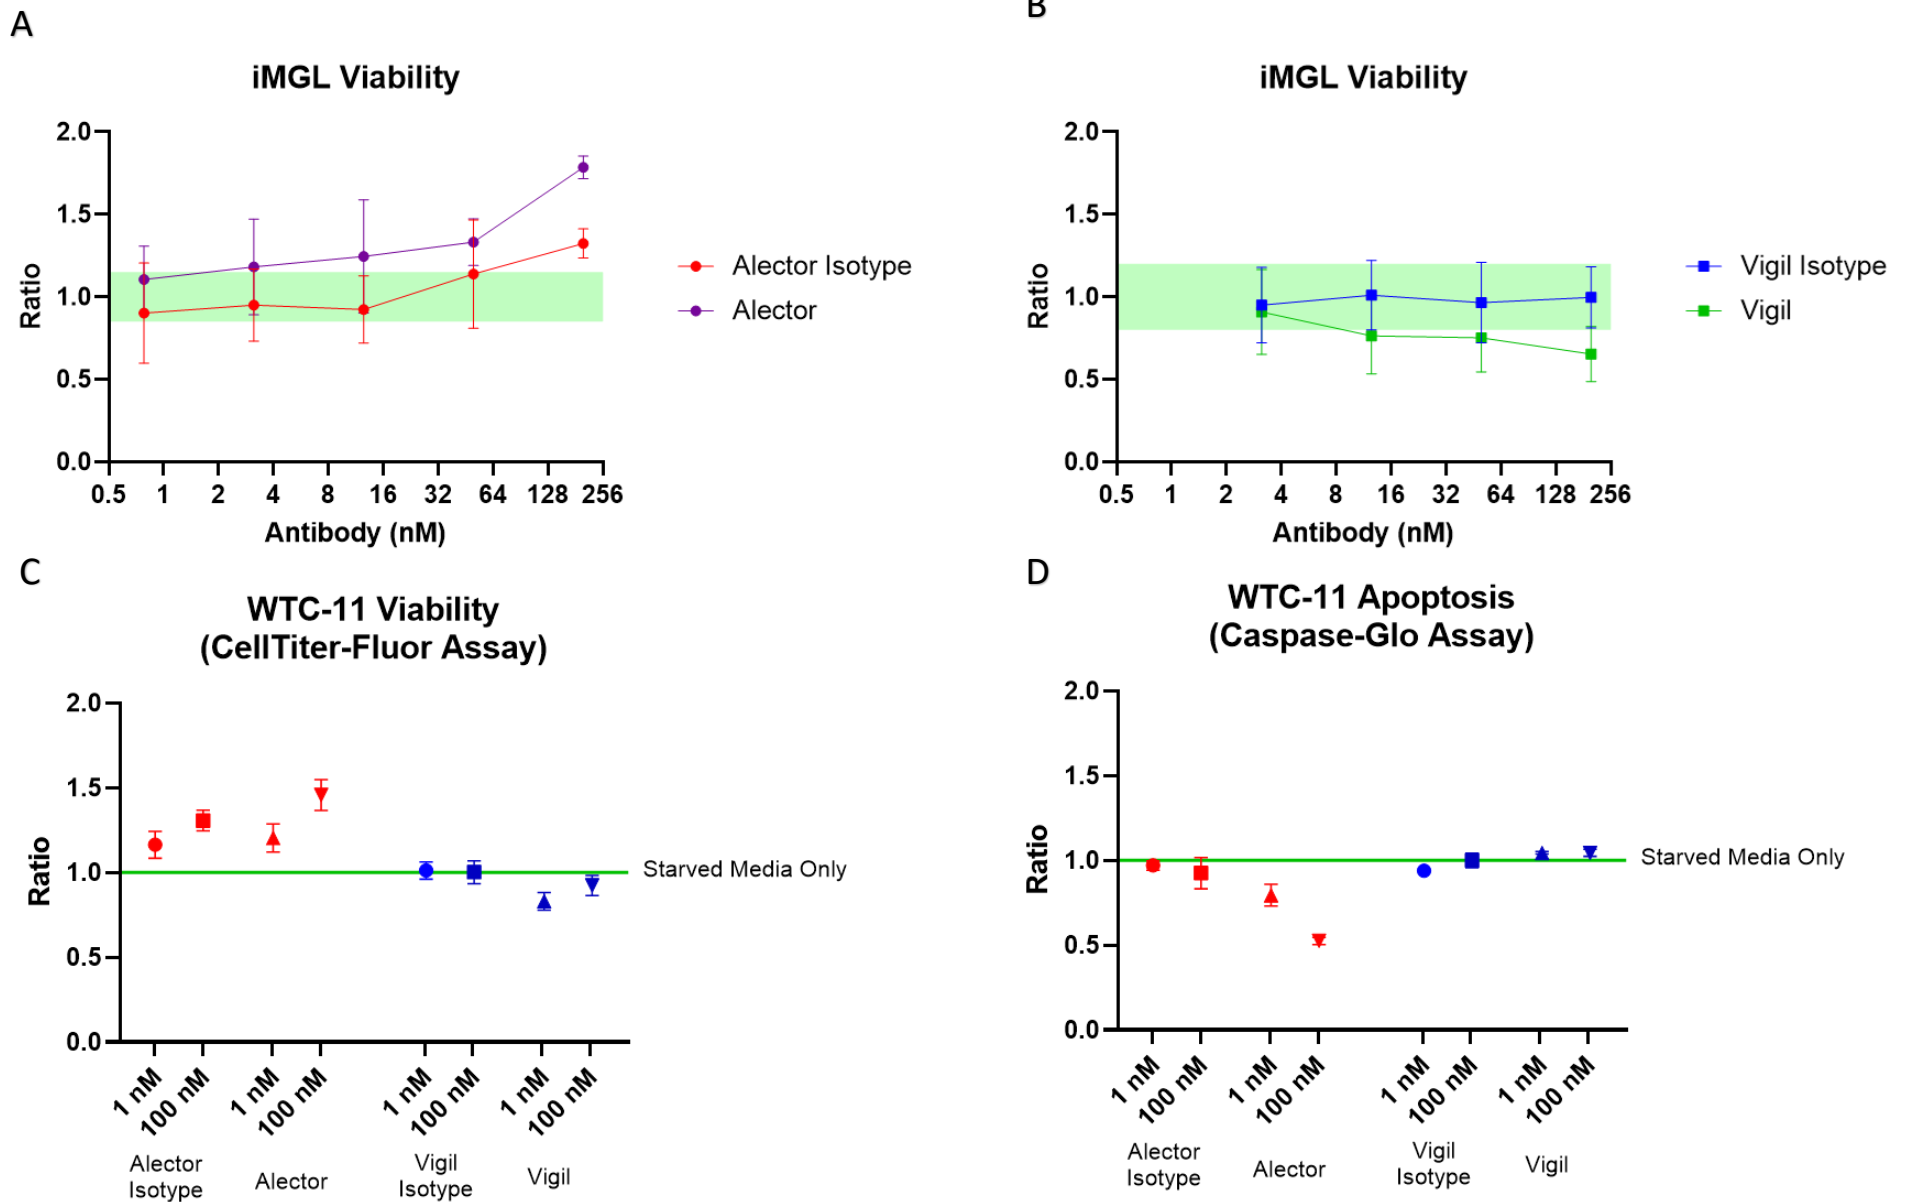 A
iMGL Viability
2.0
1.5
1.0
0.5
0.0
Ratio
0.5 1 2 4 8 16 32 64 128 256
Antibody (nM)
Alector Isotype
Alector
B
iMGL Viability
2.0
1.5
1.0
0.5
0.0
Ratio
0.5 1 2 4 8 16 32 64 128 256
Antibody (nM)
Vigil Isotype
Vigil
C
WTC-11 Viability
(CellTiter-Fluor Assay)
2.0
1.5
1.0
0.5
0.0
Ratio
Starved Media Only
1 nM 100 nM 1 nM 100 nM 1 nM 100 nM 1 nM 100 nM
Alector
Isotype
Alector
Vigil
Isotype
Vigil
D
WTC-11 Apoptosis
(Caspase-Glo Assay)
2.0
1.5
1.0
0.5
0.0
Ratio
Starved Media Only
1 nM 100 nM 1 nM 100 nM 1 nM 100 nM 1 nM 100 nM
Alector
Isotype
Alector
Vigil
Isotype
Vigil